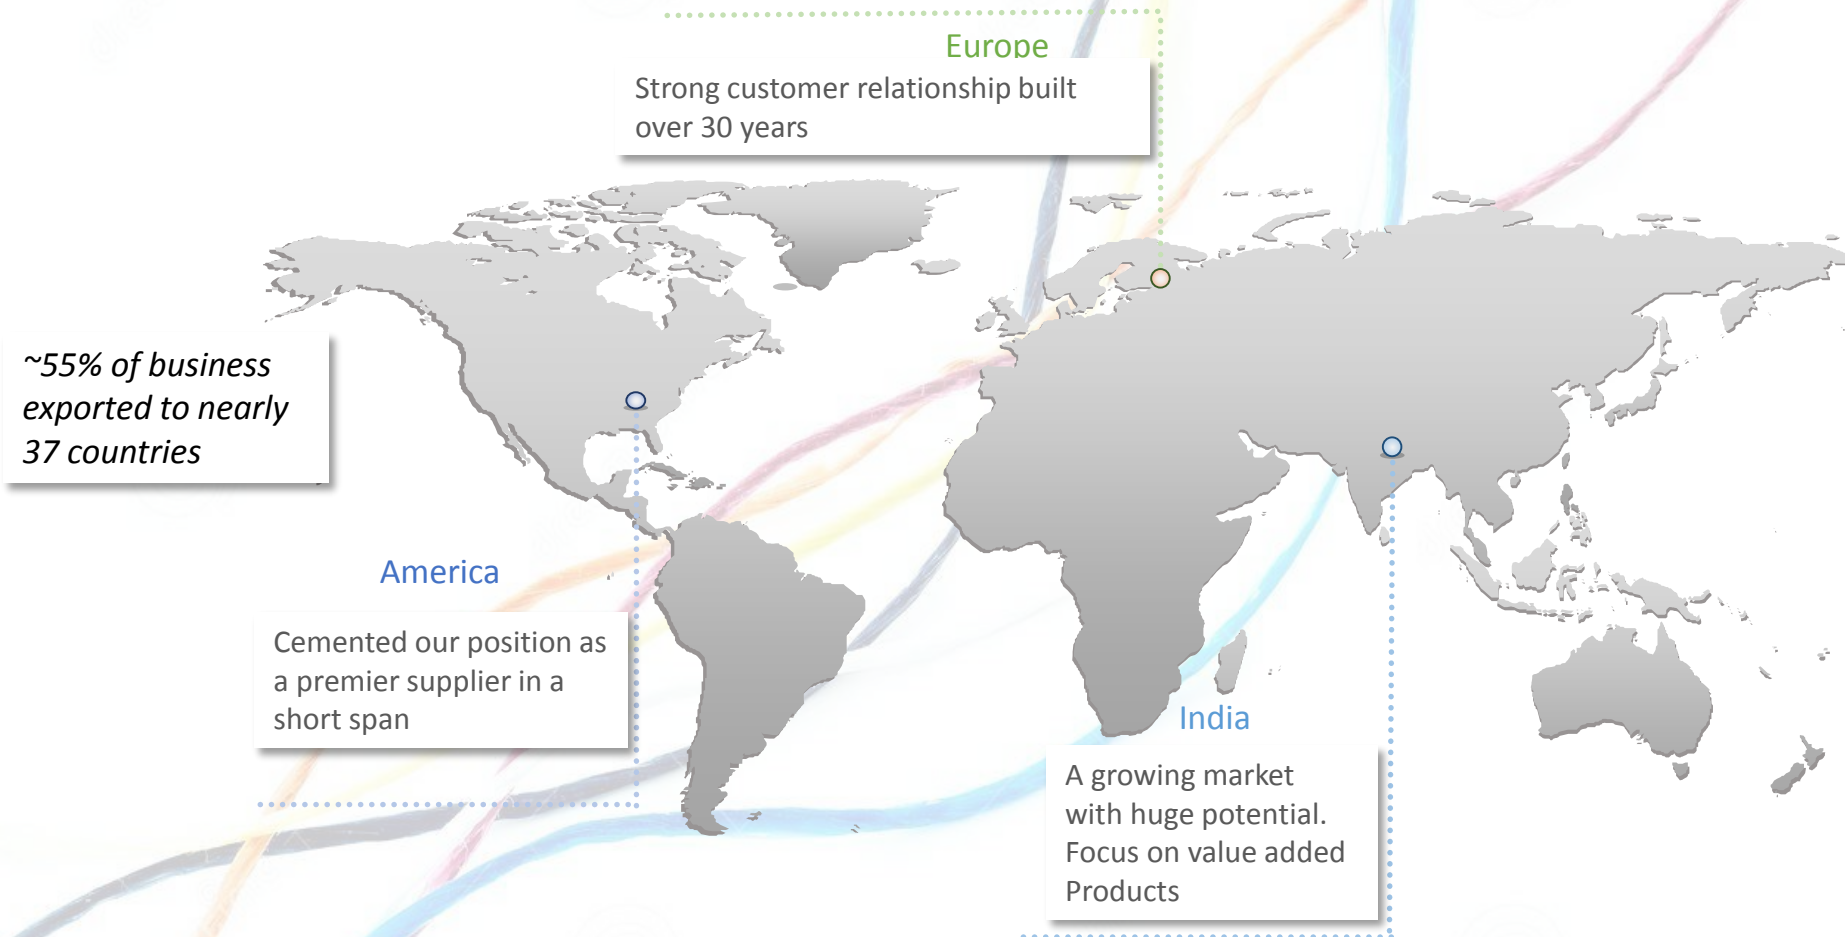 Europe
Strong customer relationship built
over 30 years
~55% of business
exported to nearly
37 countries
America
Cemented our position as
a premier supplier in a
short span
India
A growing market
with huge potential.
Focus on value added
Products